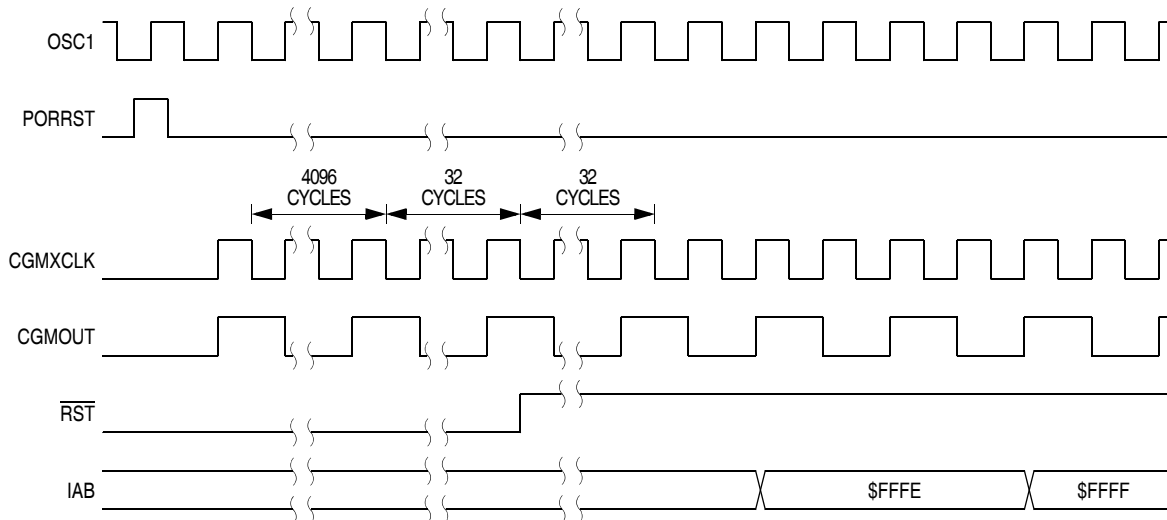 OSC1
PORRST
4096
CYCLES
32
CYCLES
32
CYCLES
CGMXCLK
CGMOUT
RST
IAB
$FFFE
$FFFF